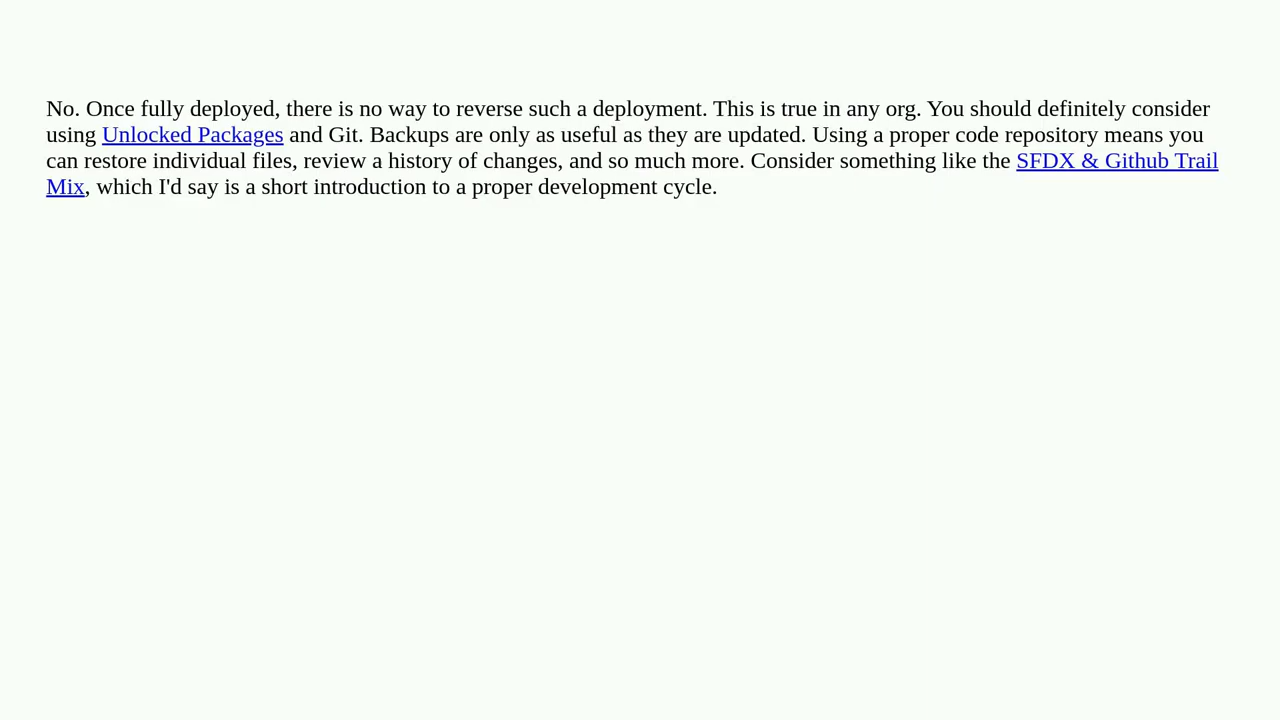 No. Once fully deployed, there is no way to reverse such a deployment. This is true in any org. You should definitely consider
using Unlocked Packages and Git. Backups are only as useful as they are updated. Using a proper code repository means you
can restore individual files, review a history of changes, and so much more. Consider something like the SFDX & Github Trail
Mix, which I'd say is a short introduction to a proper development cycle.